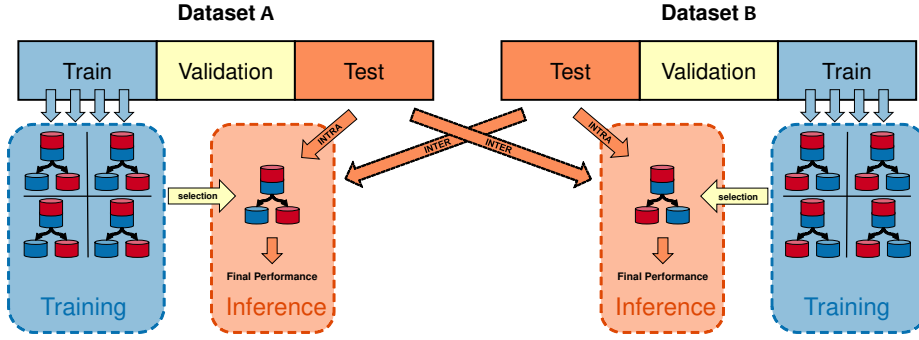 Dataset A
Dataset B
Train
Validation
Test
Test
Validation
Train
INTRA
INTER
INTER
INTRA
selection
selection
Final Performance
Final Performance
Training
Inference
Inference
Training